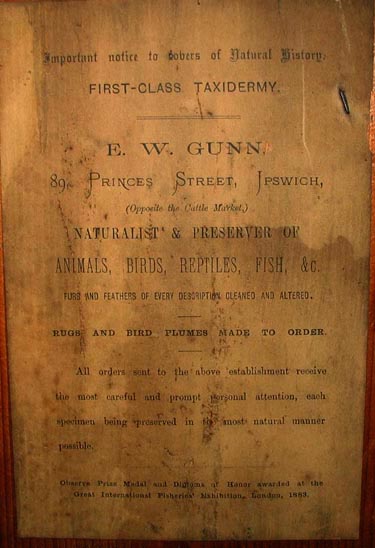 Important notice to Lovers of Natural History.
FIRST-CLASS TAXIDERMY.
E. W. GUNN,
89, PRINCES STREET, IPSWICH,
(Opposite the Cattle Market,)
NATURALIST & PRESERVER OF
ANIMALS, BIRDS, REPTILES, FISH, &c.
FURS AND FEATHERS OF EVERY DESCRIPTION CLEANED AND ALTERED.
RUGS AND BIRD PLUMES MADE TO ORDER.
All orders sent to the above establishment receive
the most careful and prompt personal attention, each
specimen being preserved in the most natural manner
possible.
Observe Prize Medal and Diploma of Honor awarded at the
Great International Fisheries' Exhibition, London, 1883.